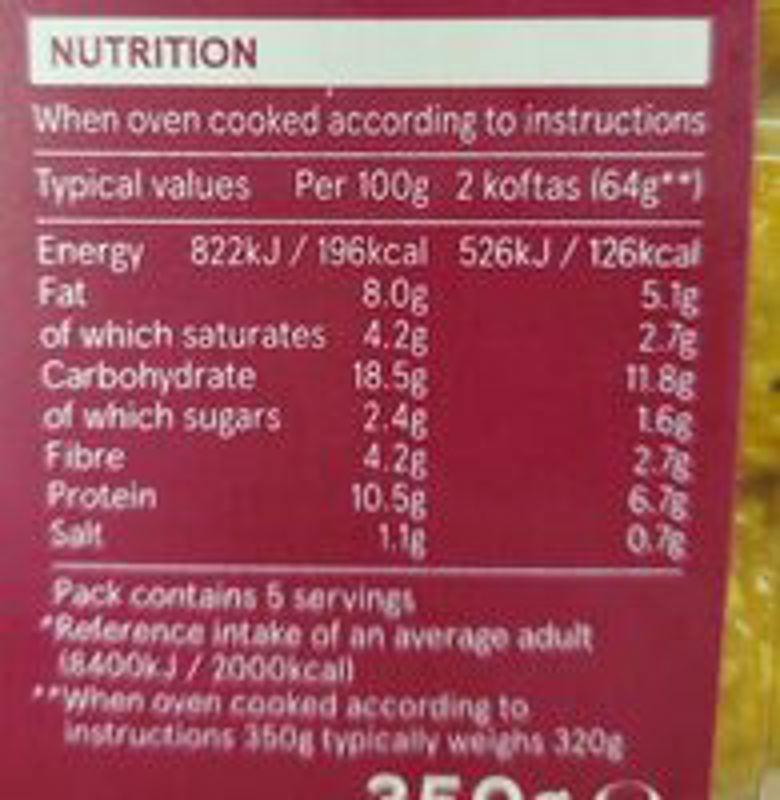 NUTRITION
When oven cooked according to instructions
Typical values Per 100g 2 koftas (64g**)
Energy 822kJ / 196kcal 526kJ / 126kcal
Fat 8.0g 5.1g
of which saturates 4.2g 2.7g
Carbohydrate 18.5g 11.8g
of which sugars 2.4g 1.6g
Fibre 4.2g 2.7g
Protein 10.5g 6.7g
Salt 1.1g 0.7g
Pack contains 5 servings
*Reference intake of an average adult
(8400kJ / 2000kcal)
**When oven cooked according to
instructions 350g typically weighs 320g
350g